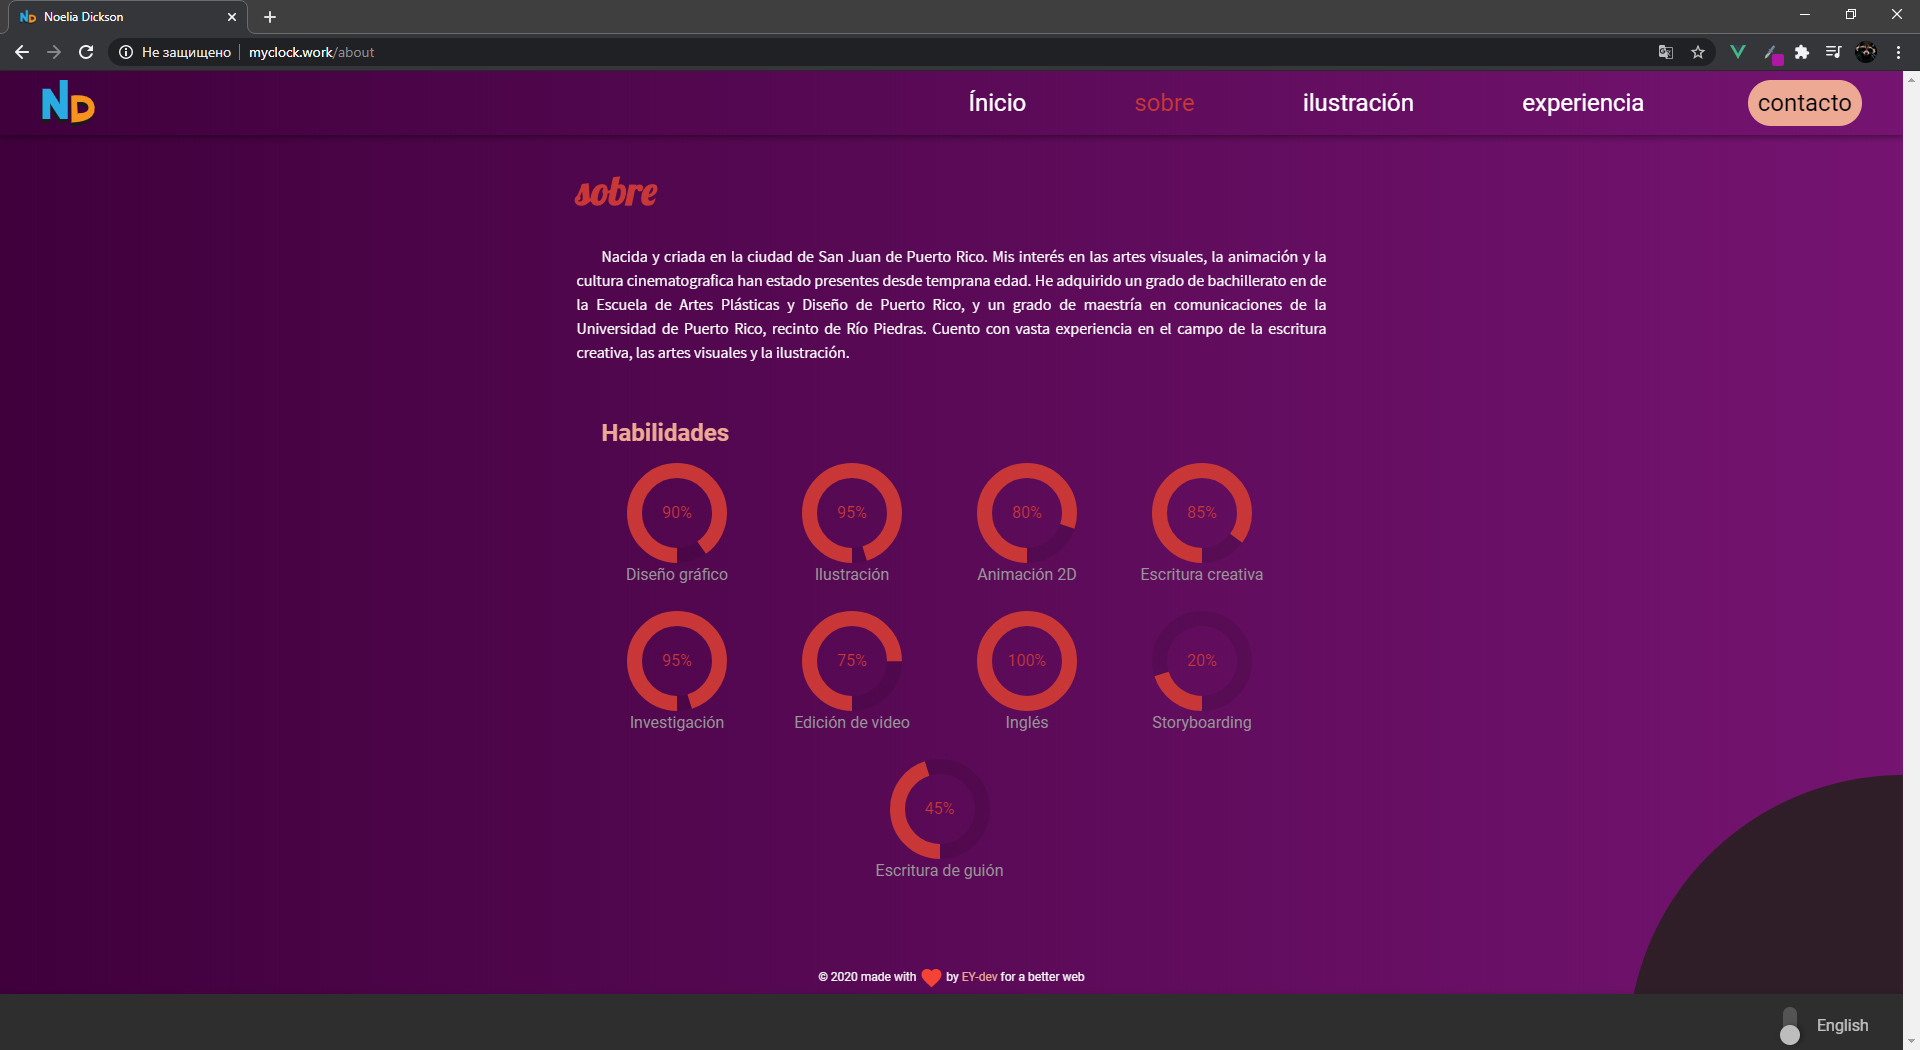 Noelia Dickson
Не защищено
myclock.work/about
ND
Ínicio sobre ilustración experiencia contacto
sobre
Nacida y criada en la ciudad de San Juan de Puerto Rico. Mis interés en las artes visuales, la animación y la
cultura cinematografica han estado presentes desde temprana edad. He adquirido un grado de bachillerato en de
la Escuela de Artes Plásticas y Diseño de Puerto Rico, y un grado de maestría en comunicaciones de la
Universidad de Puerto Rico, recinto de Río Piedras. Cuento con vasta experiencia en el campo de la escritura
creativa, las artes visuales y la ilustración.
Habilidades
90% 95% 80% 85%
Diseño gráfico Ilustración Animación 2D Escritura creativa
95% 75% 100% 20%
Investigación Edición de video Inglés Storyboarding
45%
Escritura de guión
© 2020 made with by EY-dev for a better web
English